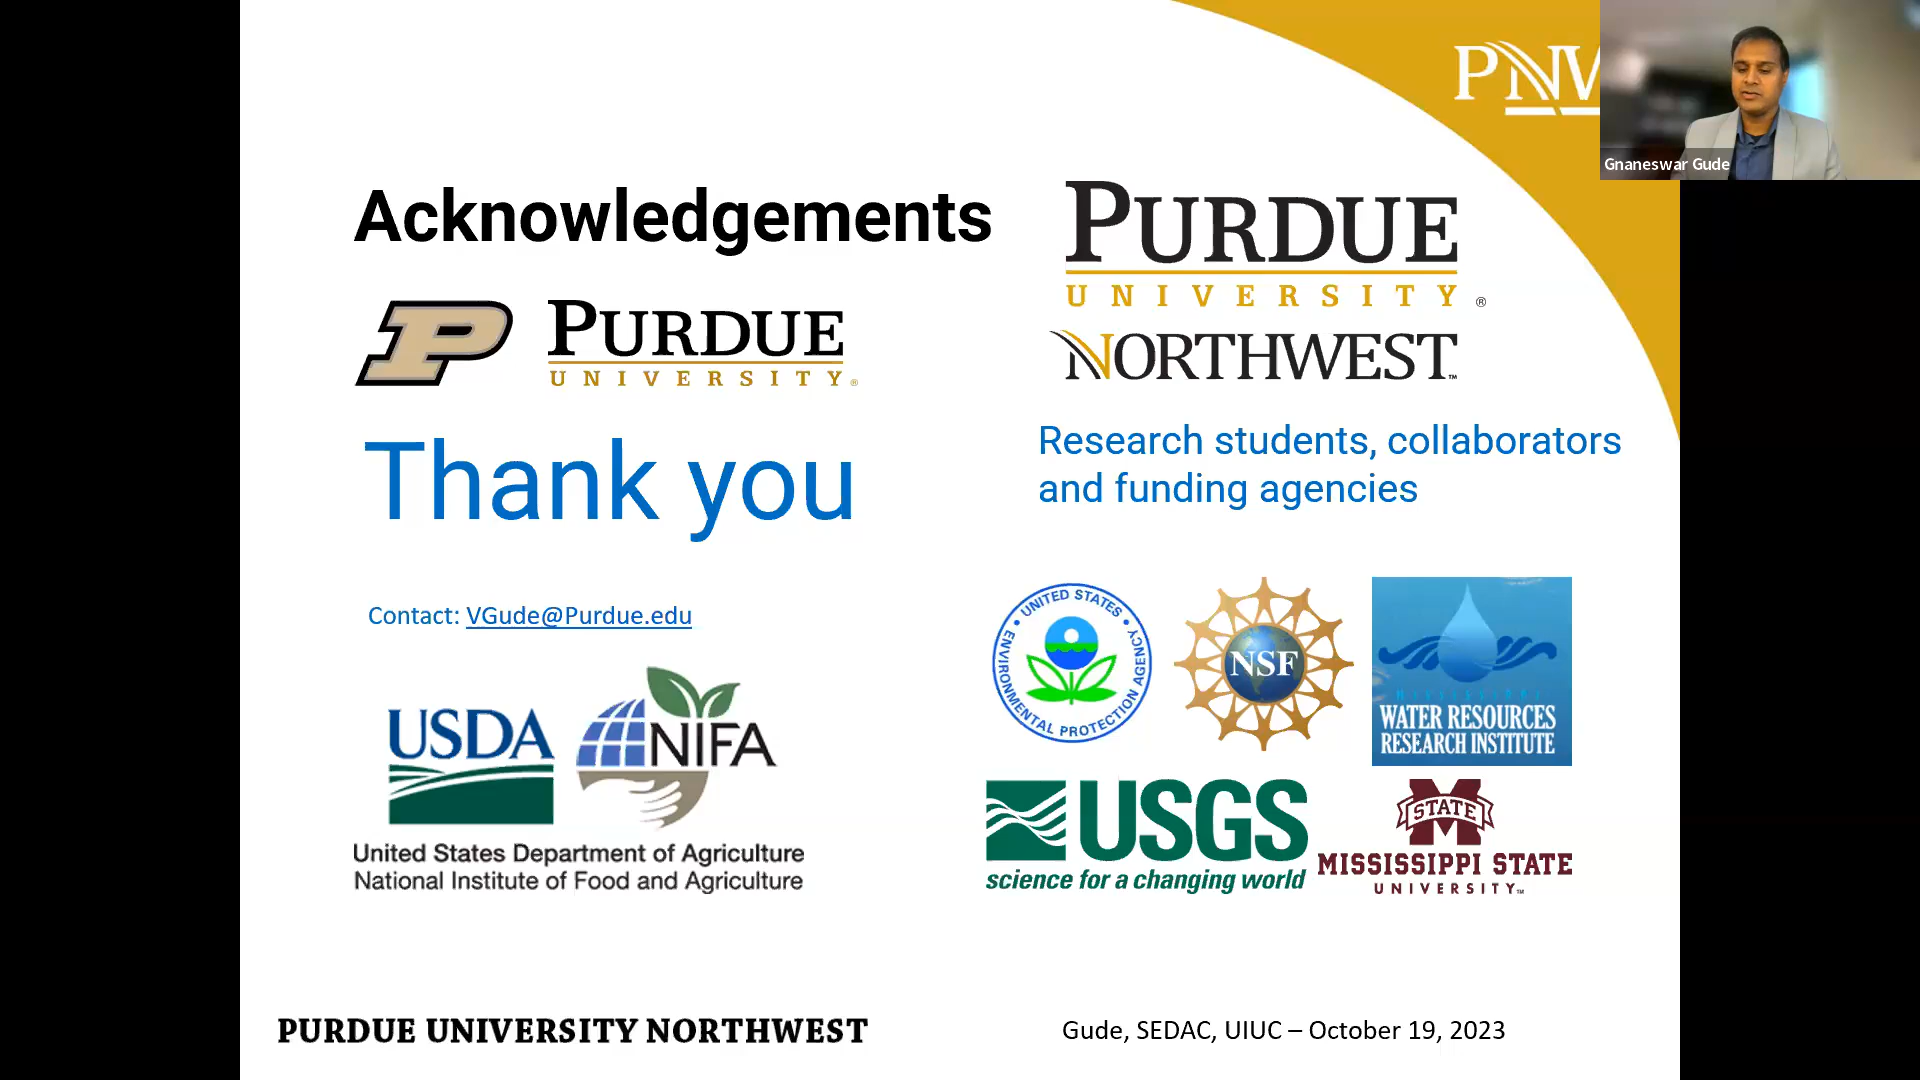 PNW
Gnaneswar Gude
Acknowledgements
PURDUE
UNIVERSITY®
NORTHWEST™
P PURDUE
UNIVERSITY®
Thank you
Research students, collaborators
and funding agencies
Contact: VGude@Purdue.edu
UNITED STATES
ENVIRONMENTAL PROTECTION AGENCY
NSF
MISSISSIPPI
WATER RESOURCES
RESEARCH INSTITUTE
USDA
NIFA
United States Department of Agriculture
National Institute of Food and Agriculture
USGS
science for a changing world
M
STATE
MISSISSIPPI STATE
UNIVERSITY™
PURDUE UNIVERSITY NORTHWEST
Gude, SEDAC, UIUC – October 19, 2023